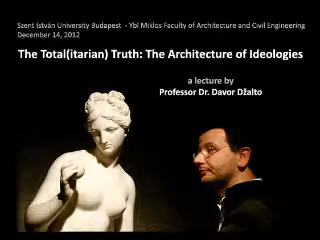 Szent István University Budapest - Ybl Miklos Faculty of Architecture and Civil Engineering
December 14, 2012
The Total(itarian) Truth: The Architecture of Ideologies
a lecture by
Professor Dr. Davor Džalto